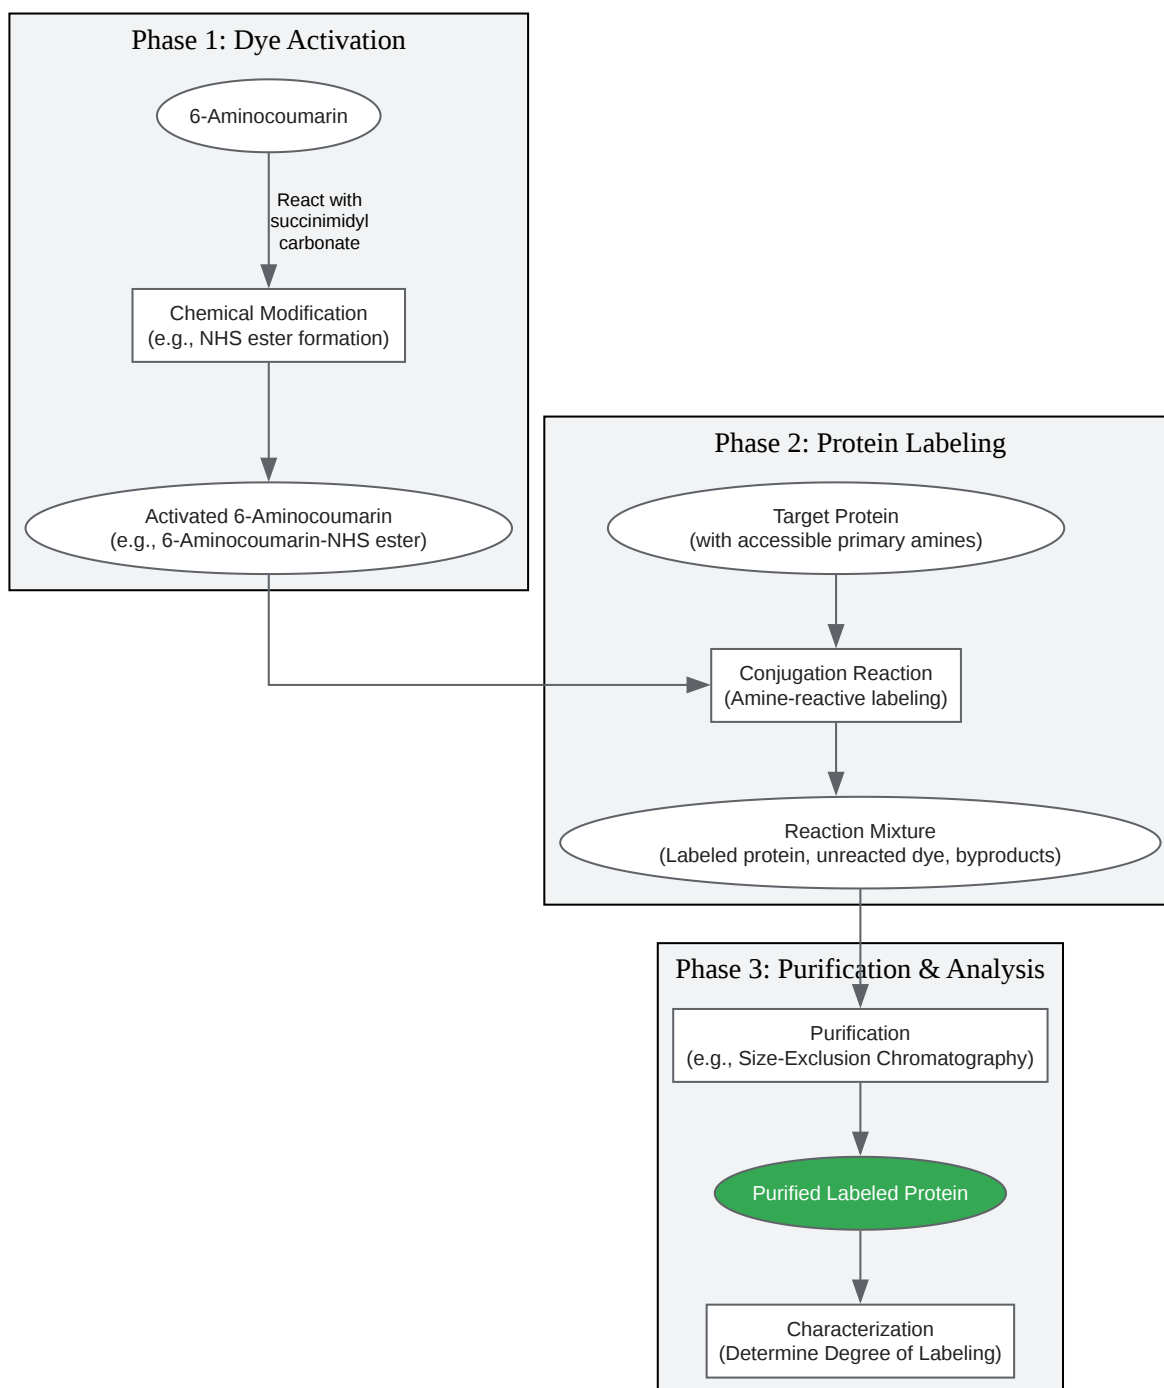 Phase 1: Dye Activation
6-Aminocoumarin
React with
succinimidyl
carbonate
Chemical Modification
(e.g., NHS ester formation)
Activated 6-Aminocoumarin
(e.g., 6-Aminocoumarin-NHS ester)
Phase 2: Protein Labeling
Target Protein
(with accessible primary amines)
Conjugation Reaction
(Amine-reactive labeling)
Reaction Mixture
(Labeled protein, unreacted dye, byproducts)
Phase 3: Purification & Analysis
Purification
(e.g., Size-Exclusion Chromatography)
Purified Labeled Protein
Characterization
(Determine Degree of Labeling)